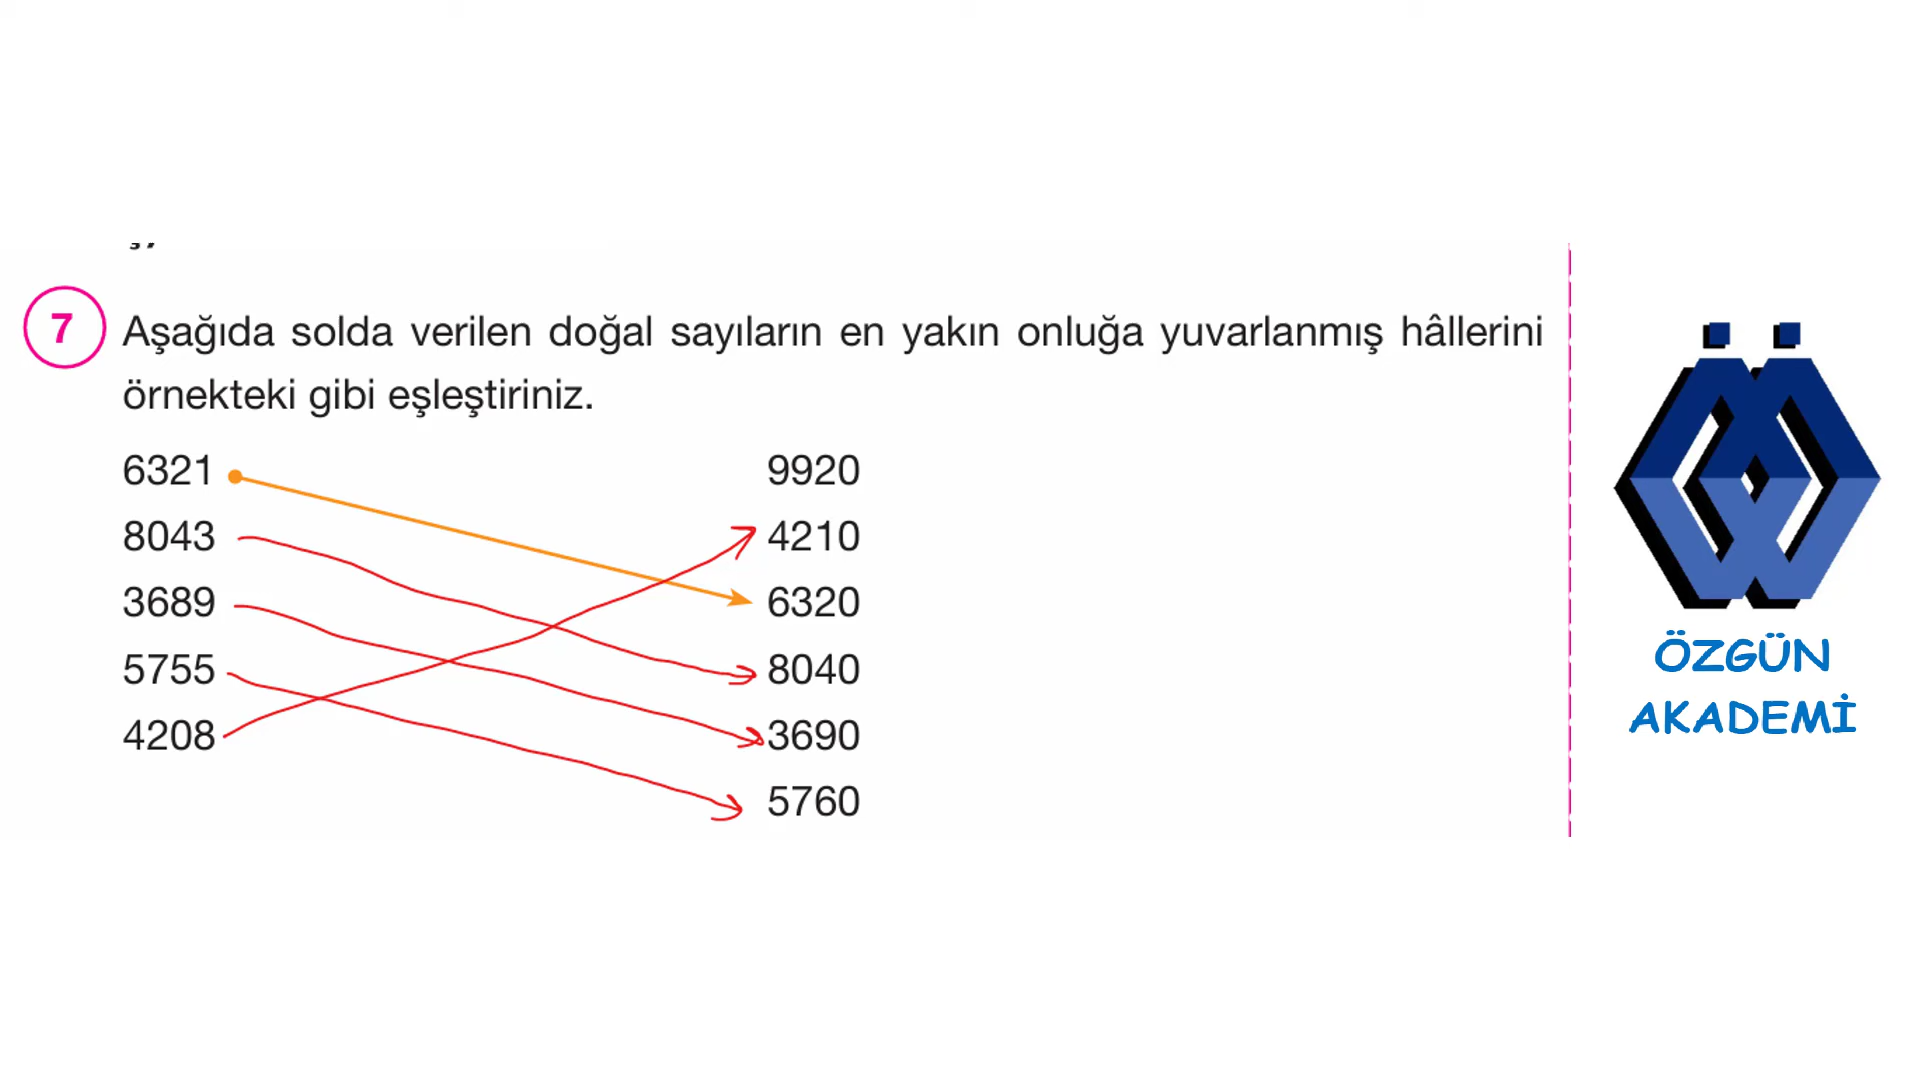 7
Aşağıda solda verilen doğal sayıların en yakın onluğa yuvarlanmış hâllerini
örnekteki gibi eşleştiriniz.
6321 9920
8043 4210
3689 6320
5755 8040
4208 3690
5760
ÖZGÜN
AKADEMİ